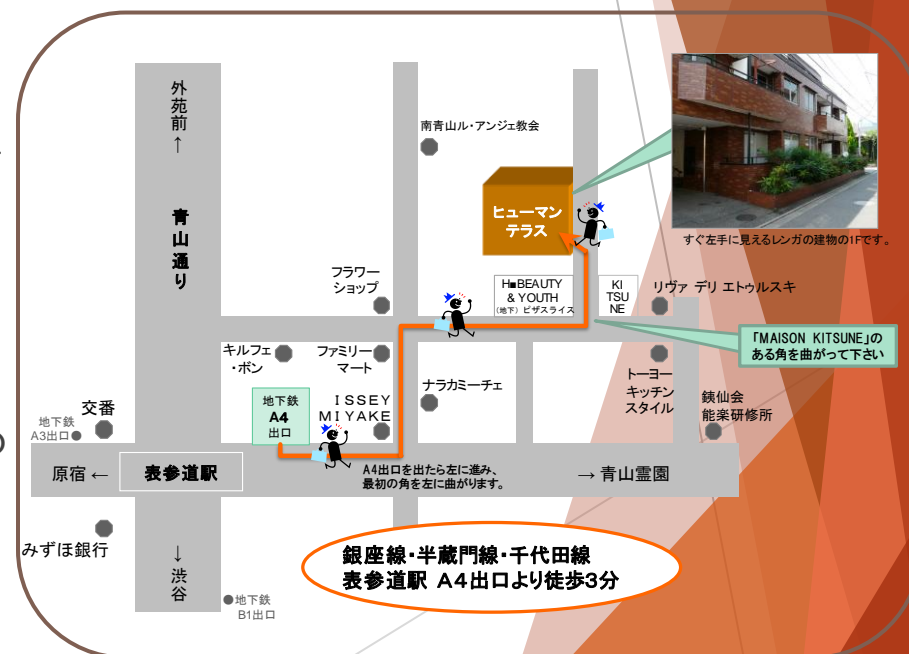 外苑前
↑
青山通り
南青山ル・アンジェ教会
ヒューマン
テラス
すぐ左手に見えるレンガの建物の1Fです。
フラワー
ショップ
H■BEAUTY
& YOUTH
(地下) ピザスライス
KI
TSU
NE
リヴァ デリ エトゥルスキ
「MAISON KITSUNE」の
ある角を曲がって下さい
キルフェ
・ボン
ファミリー
マート
ナラカミーチェ
トーヨー
キッチン
スタイル
銕仙会
能楽研修所
地下鉄
A4
出口
ISSEY
MIYAKE
交番
地下鉄
A3出口●
原宿 ←
表参道駅
A4出口を出たら左に進み、
最初の角を左に曲がります。
→ 青山霊園
みずほ銀行
↓
渋谷
●地下鉄
B1出口
銀座線・半蔵門線・千代田線
表参道駅 A4出口より徒歩3分